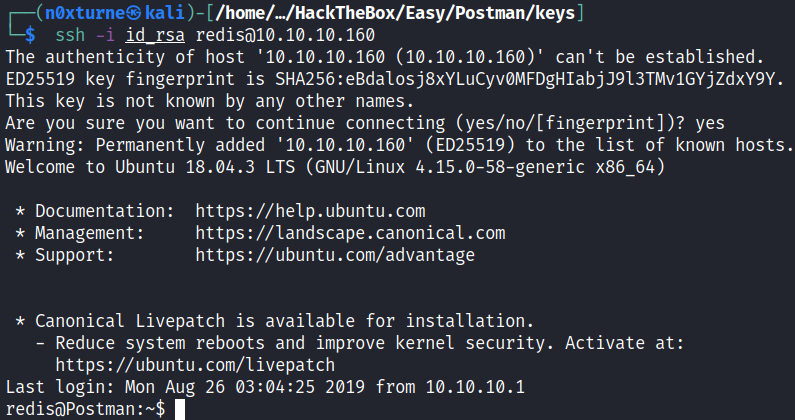 ┌──(n0xturne㉿kali)-[/home/…/HackTheBox/Easy/Postman/keys]
└─$ ssh -i id_rsa redis@10.10.10.160
The authenticity of host '10.10.10.160 (10.10.10.160)' can't be established.
ED25519 key fingerprint is SHA256:eBdalosj8xYLuCyv0MFDgHIabjJ9l3TMv1GYjZdxY9Y.
This key is not known by any other names.
Are you sure you want to continue connecting (yes/no/[fingerprint])? yes
Warning: Permanently added '10.10.10.160' (ED25519) to the list of known hosts.
Welcome to Ubuntu 18.04.3 LTS (GNU/Linux 4.15.0-58-generic x86_64)
* Documentation:  https://help.ubuntu.com
* Management:     https://landscape.canonical.com
* Support:        https://ubuntu.com/advantage
* Canonical Livepatch is available for installation.
- Reduce system reboots and improve kernel security. Activate at:
https://ubuntu.com/livepatch
Last login: Mon Aug 26 03:04:25 2019 from 10.10.10.1
redis@Postman:~$